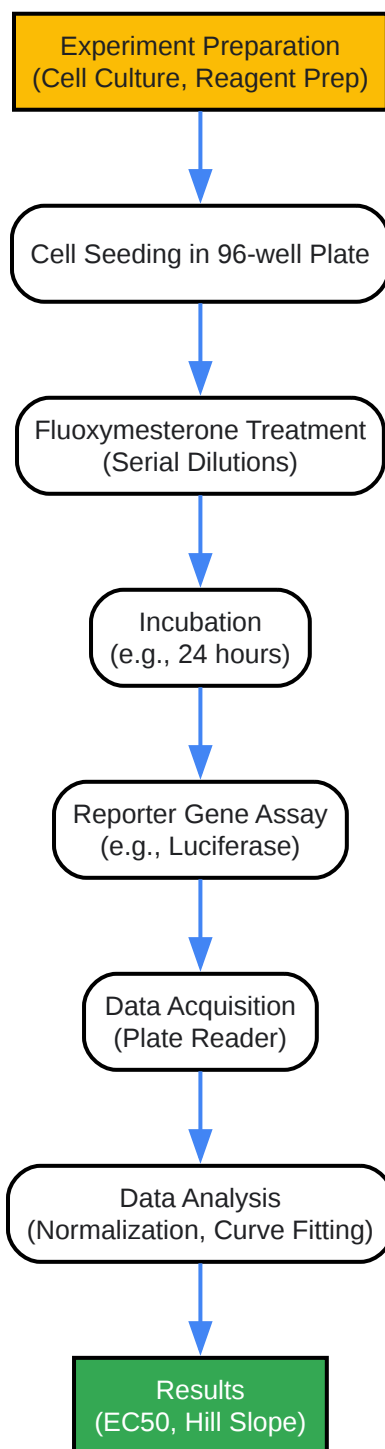 Experiment Preparation
(Cell Culture, Reagent Prep)
Cell Seeding in 96-well Plate
Fluoxymesterone Treatment
(Serial Dilutions)
Incubation
(e.g., 24 hours)
Reporter Gene Assay
(e.g., Luciferase)
Data Acquisition
(Plate Reader)
Data Analysis
(Normalization, Curve Fitting)
Results
(EC50, Hill Slope)